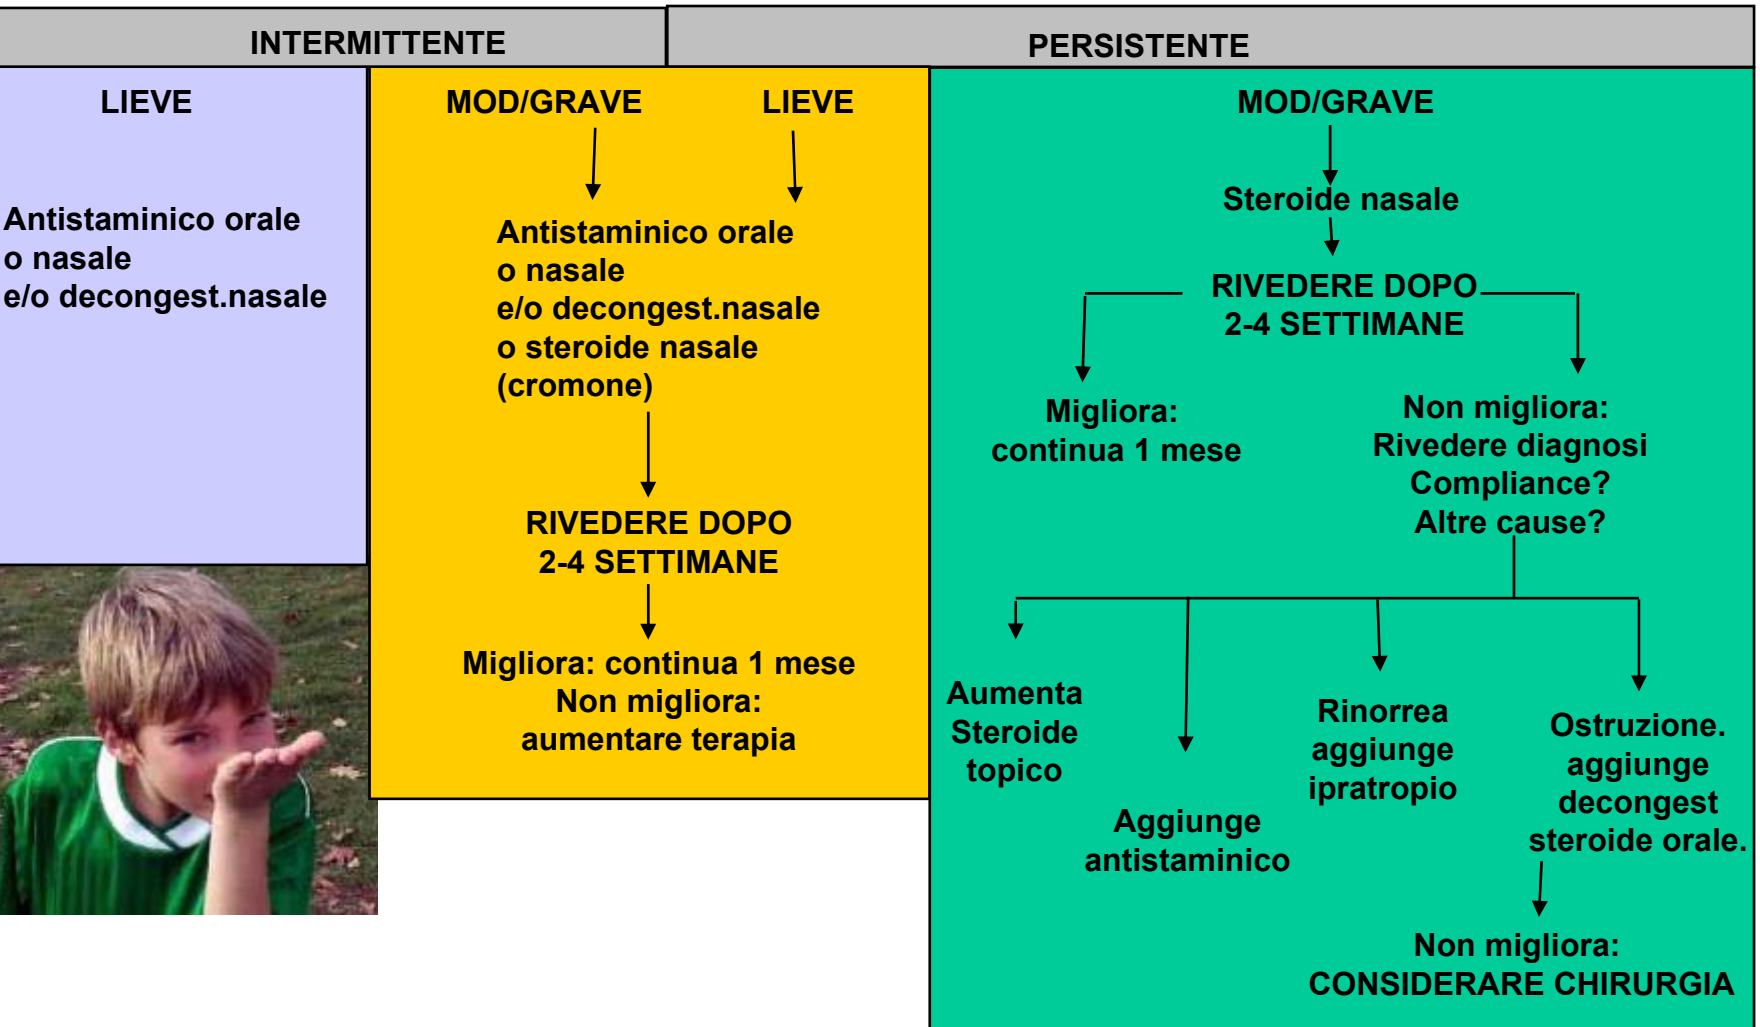 INTERMITTENTE
PERSISTENTE
LIEVE
Antistaminico orale
o nasale
e/o decongest.nasale
MOD/GRAVE
LIEVE
Antistaminico orale
o nasale
e/o decongest.nasale
o steroide nasale
(cromone)
RIVEDERE DOPO
2-4 SETTIMANE
Migliora: continua 1 mese
Non migliora:
aumentare terapia
MOD/GRAVE
Steroide nasale
RIVEDERE DOPO
2-4 SETTIMANE
Migliora:
continua 1 mese
Non migliora:
Rivedere diagnosi
Compliance?
Altre cause?
Aumenta
Steroide
topico
Aggiunge
antistaminico
Rinorrea
aggiunge
ipratropio
Ostruzione.
aggiunge
decongest
steroide orale.
Non migliora:
CONSIDERARE CHIRURGIA